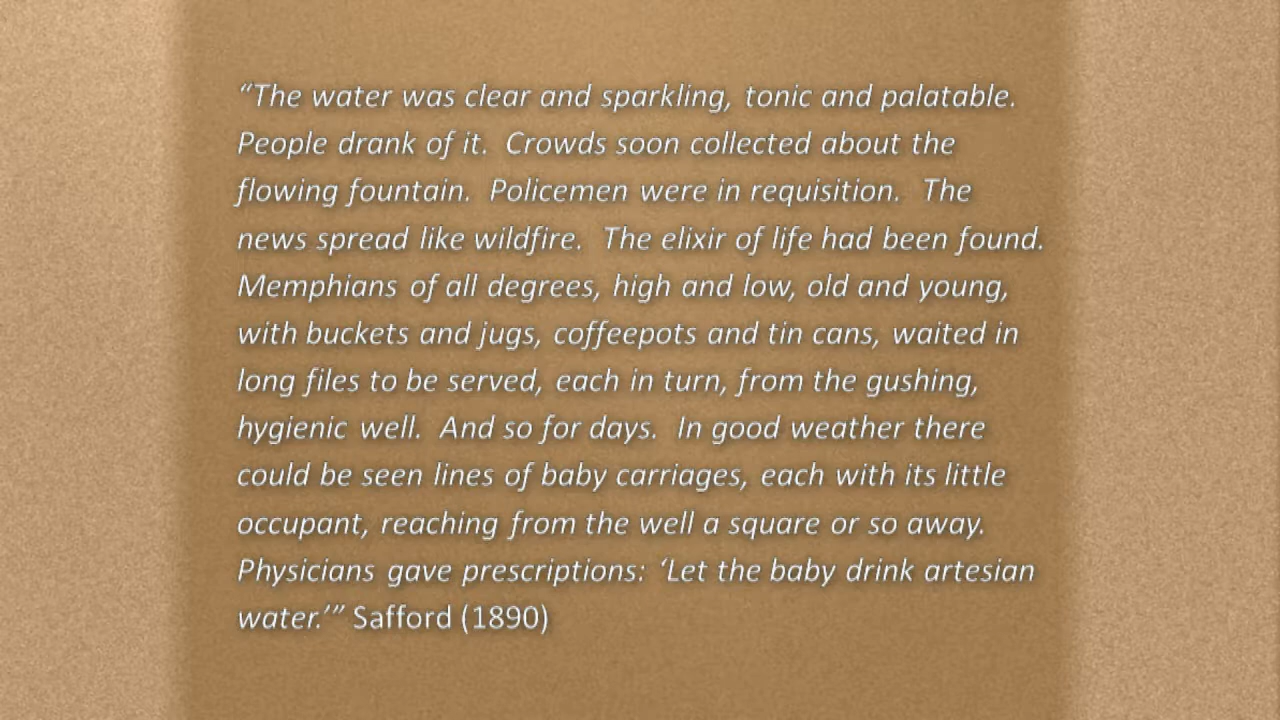 “The water was clear and sparkling, tonic and palatable.
People drank of it.  Crowds soon collected about the
flowing fountain.  Policemen were in requisition.  The
news spread like wildfire.  The elixir of life had been found.
Memphians of all degrees, high and low, old and young,
with buckets and jugs, coffeepots and tin cans, waited in
long files to be served, each in turn, from the gushing,
hygienic well.  And so for days.  In good weather there
could be seen lines of baby carriages, each with its little
occupant, reaching from the well a square or so away.
Physicians gave prescriptions: ‘Let the baby drink artesian
water.’” Safford (1890)